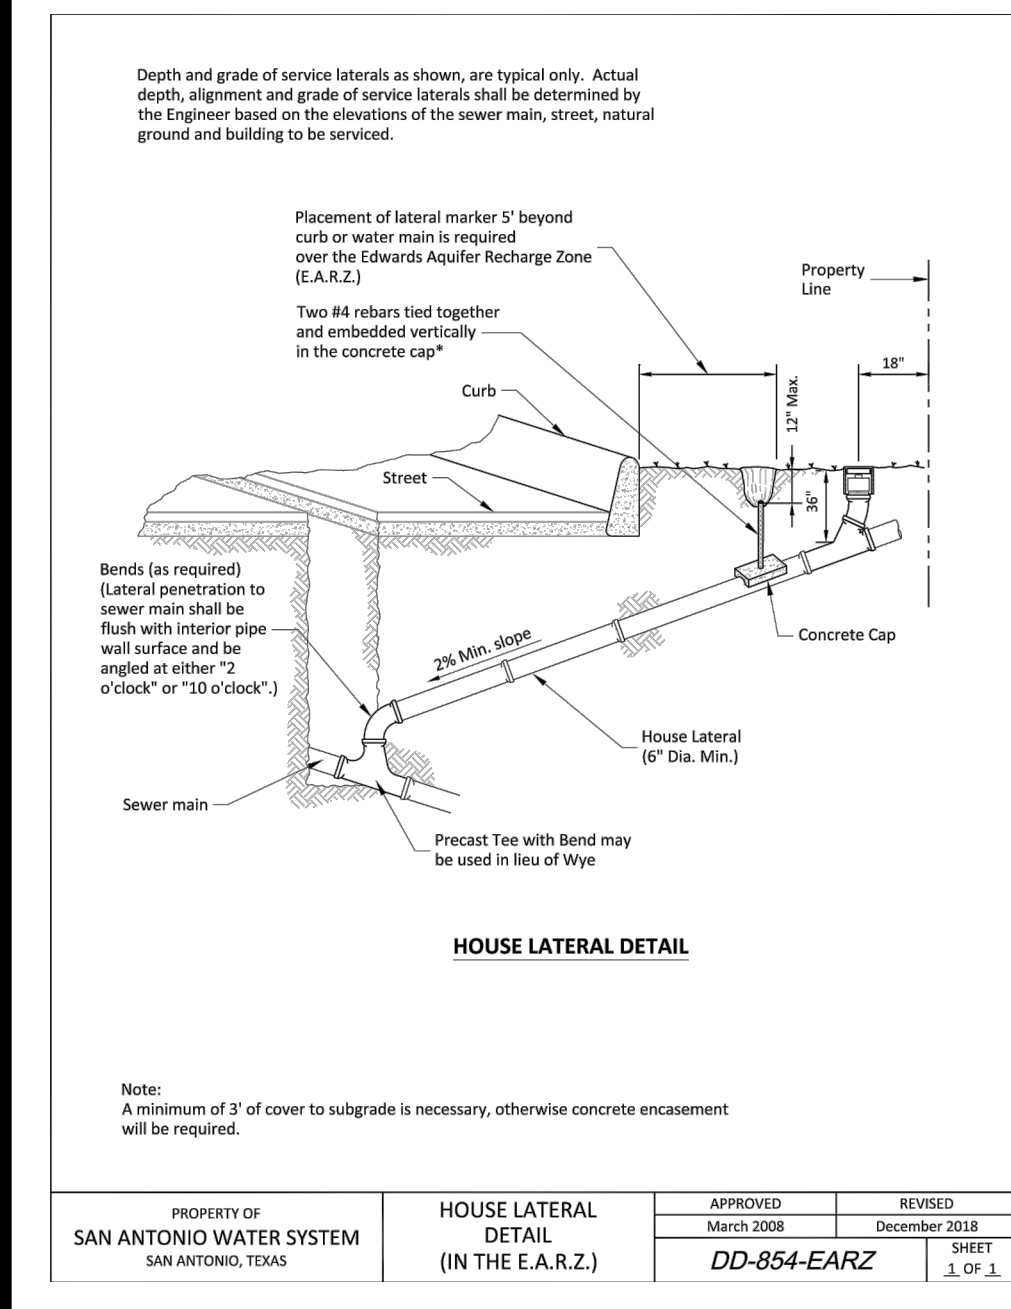 Depth and grade of service laterals as shown, are typical only. Actual
depth, alignment and grade of service laterals shall be determined by
the Engineer based on the elevations of the sewer main, street, natural
ground and building to be serviced.
Placement of lateral marker 5' beyond
curb or water main is required
over the Edwards Aquifer Recharge Zone
(E.A.R.Z.)
Property
Line
Two #4 rebars tied together
and embedded vertically
in the concrete cap*
18"
12" Max.
Curb
Street
36"
Bends (as required)
(Lateral penetration to
sewer main shall be
flush with interior pipe
wall surface and be
angled at either "2
o'clock" or "10 o'clock".)
2% Min. slope
Concrete Cap
House Lateral
(6" Dia. Min.)
Sewer main
Precast Tee with Bend may
be used in lieu of Wye
HOUSE LATERAL DETAIL
Note:
A minimum of 3' of cover to subgrade is necessary, otherwise concrete encasement
will be required.
PROPERTY OF
SAN ANTONIO WATER SYSTEM
SAN ANTONIO, TEXAS
HOUSE LATERAL
DETAIL
(IN THE E.A.R.Z.)
APPROVED
March 2008
REVISED
December 2018
DD-854-EARZ
SHEET
1 OF 1